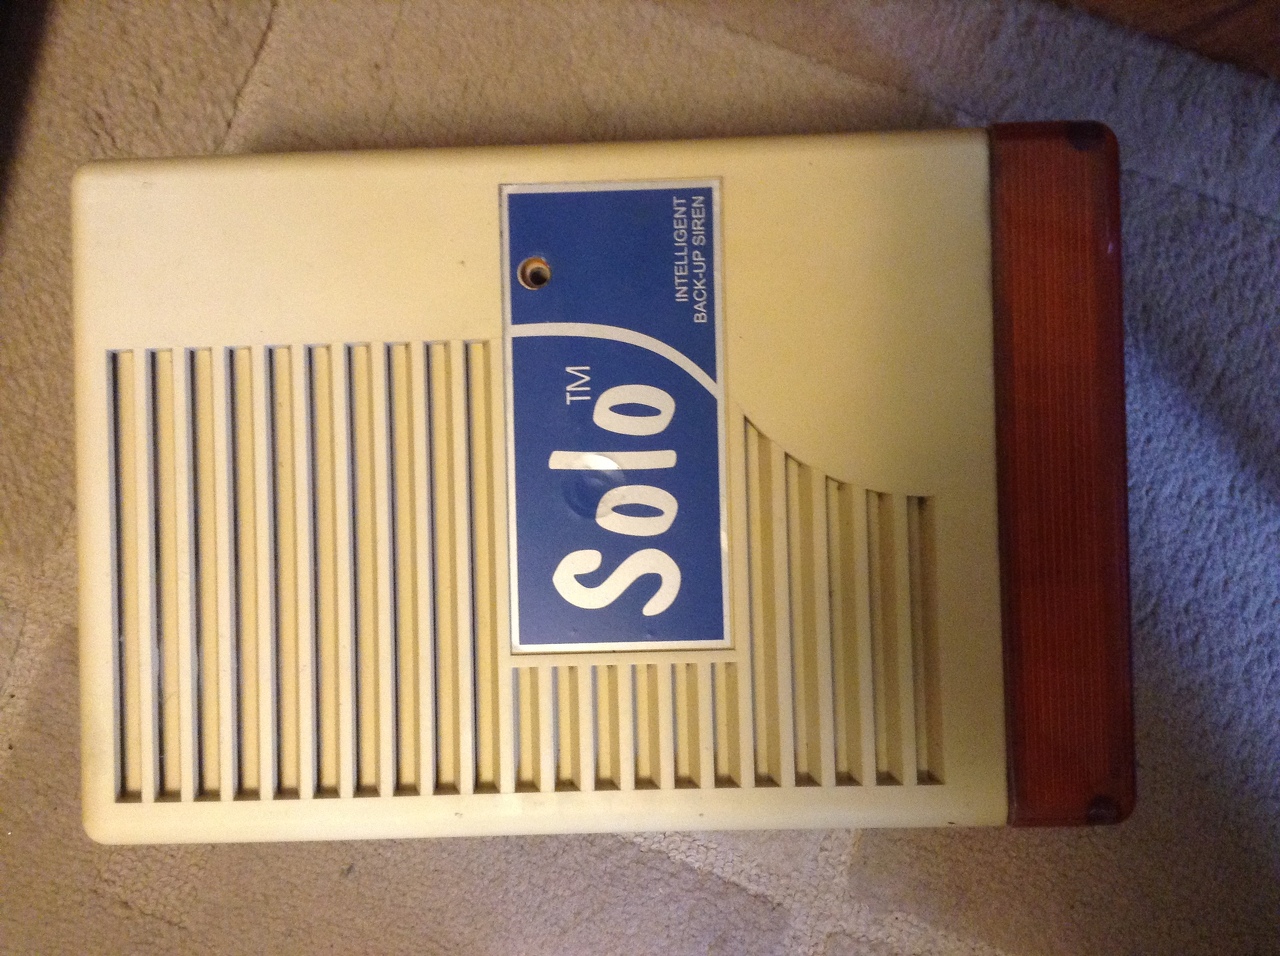 Solo™
INTELLIGENT
BACK-UP SIREN